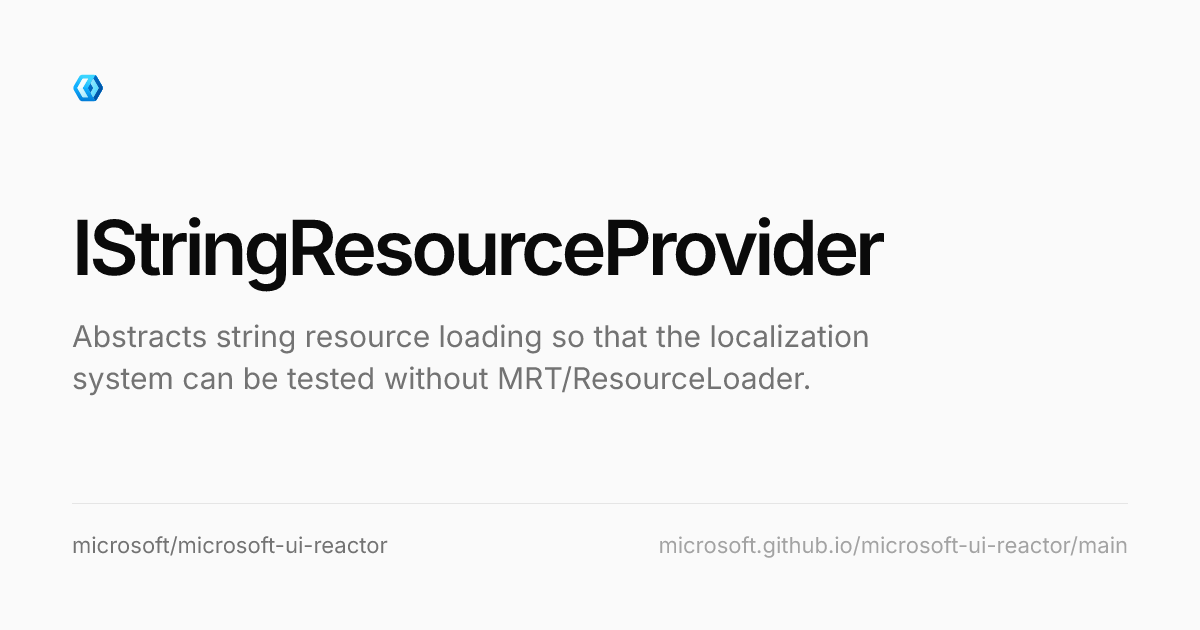 IStringResourceProvider
Abstracts string resource loading so that the localization
system can be tested without MRT/ResourceLoader.
microsoft/microsoft-ui-reactor
microsoft.github.io/microsoft-ui-reactor/main